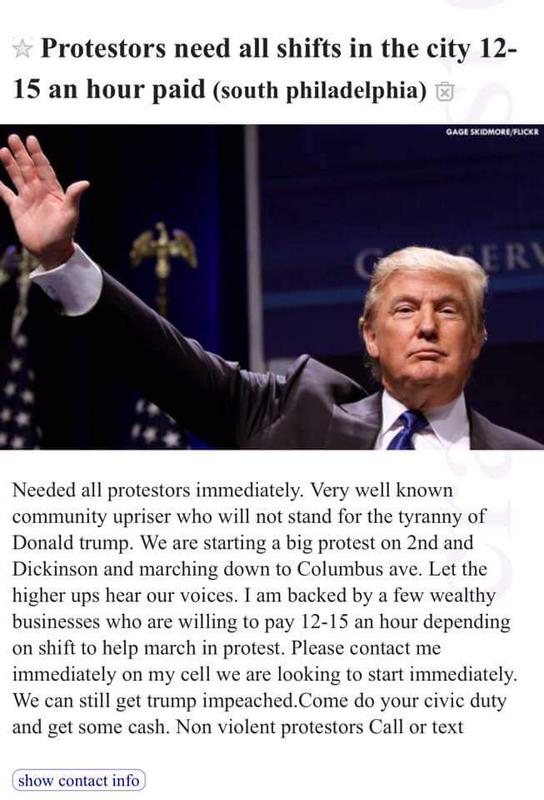 Protestors need all shifts in the city 12-
15 an hour paid (south philadelphia)
GAGE SKIDMORE/FLICKR
Needed all protestors immediately. Very well known
community upriser who will not stand for the tyranny of
Donald trump. We are starting a big protest on 2nd and
Dickinson and marching down to Columbus ave. Let the
higher ups hear our voices. I am backed by a few wealthy
businesses who are willing to pay 12-15 an hour depending
on shift to help march in protest. Please contact me
immediately on my cell we are looking to start immediately.
We can still get trump impeached.Come do your civic duty
and get some cash. Non violent protestors Call or text
show contact info